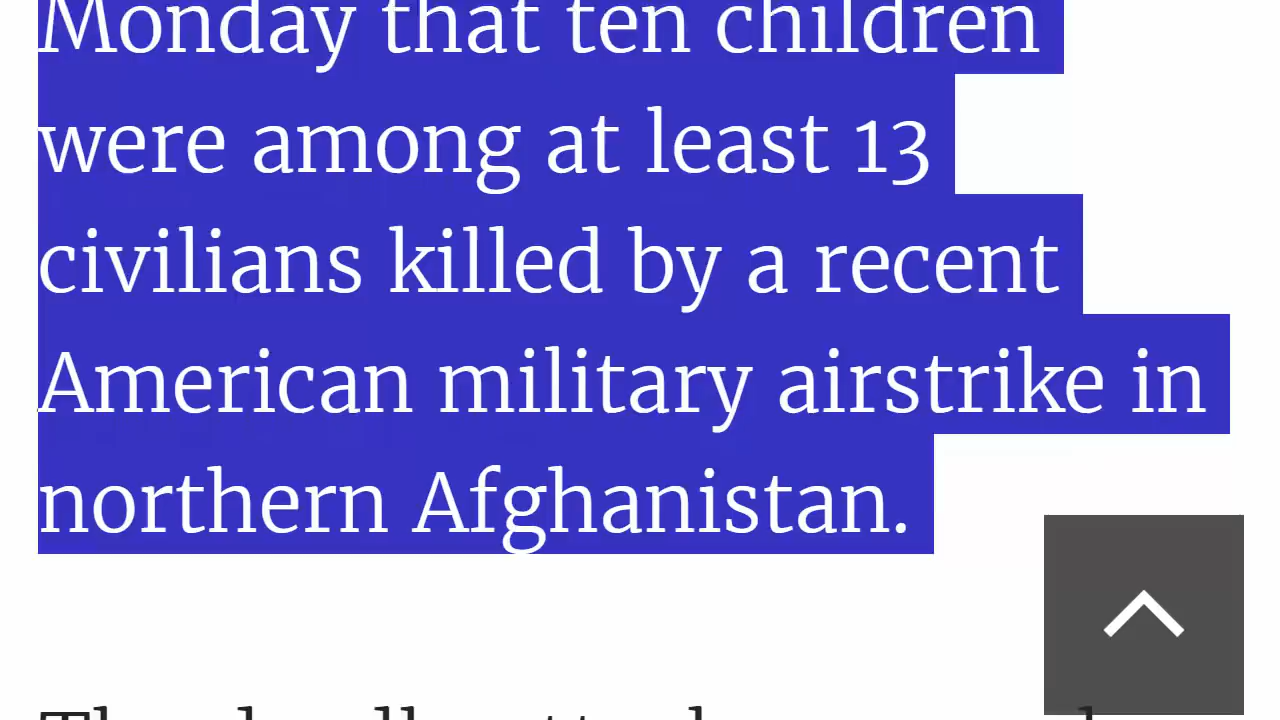 Monday that ten children
were among at least 13
civilians killed by a recent
American military airstrike in
northern Afghanistan.